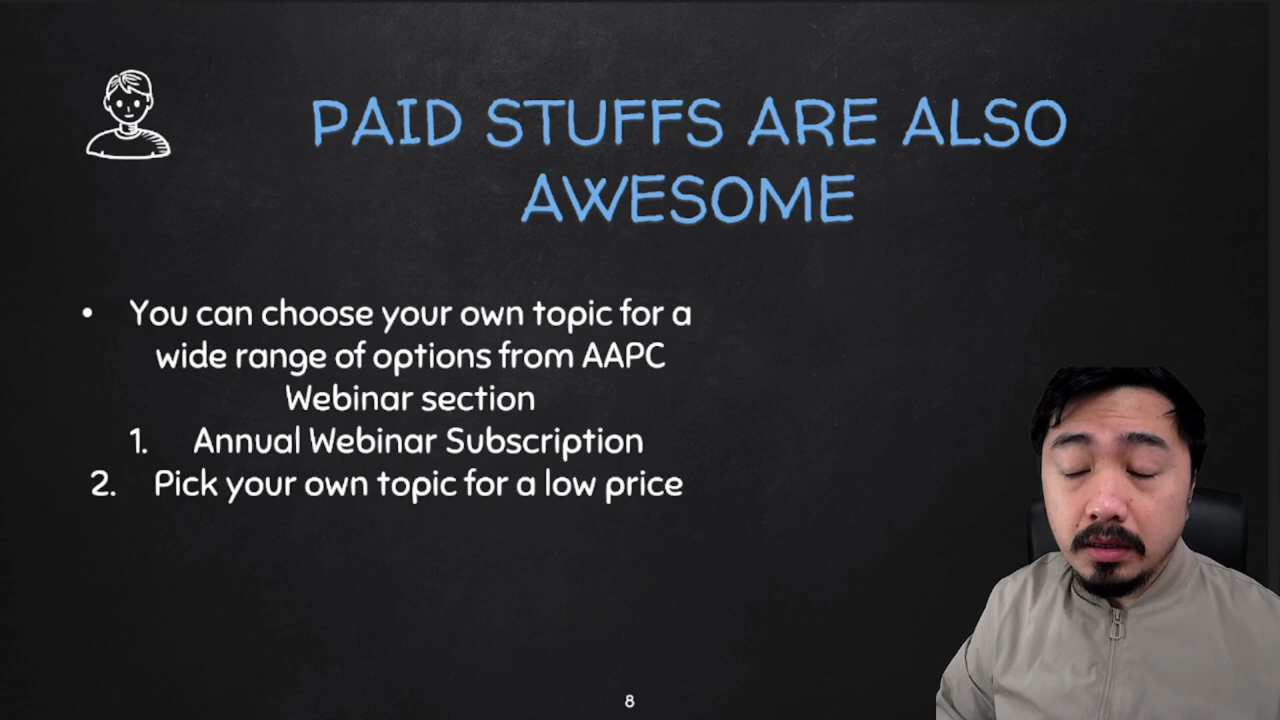 PAID STUFFS ARE ALSO
AWESOME
• You can choose your own topic for a
wide range of options from AAPC
Webinar section
1. Annual Webinar Subscription
2. Pick your own topic for a low price
8